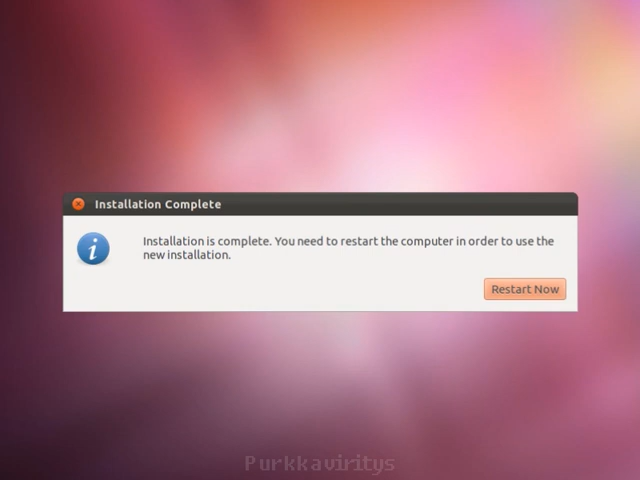 Installation Complete
Installation is complete. You need to restart the computer in order to use the
new installation.
Restart Now
Purkkaviritys